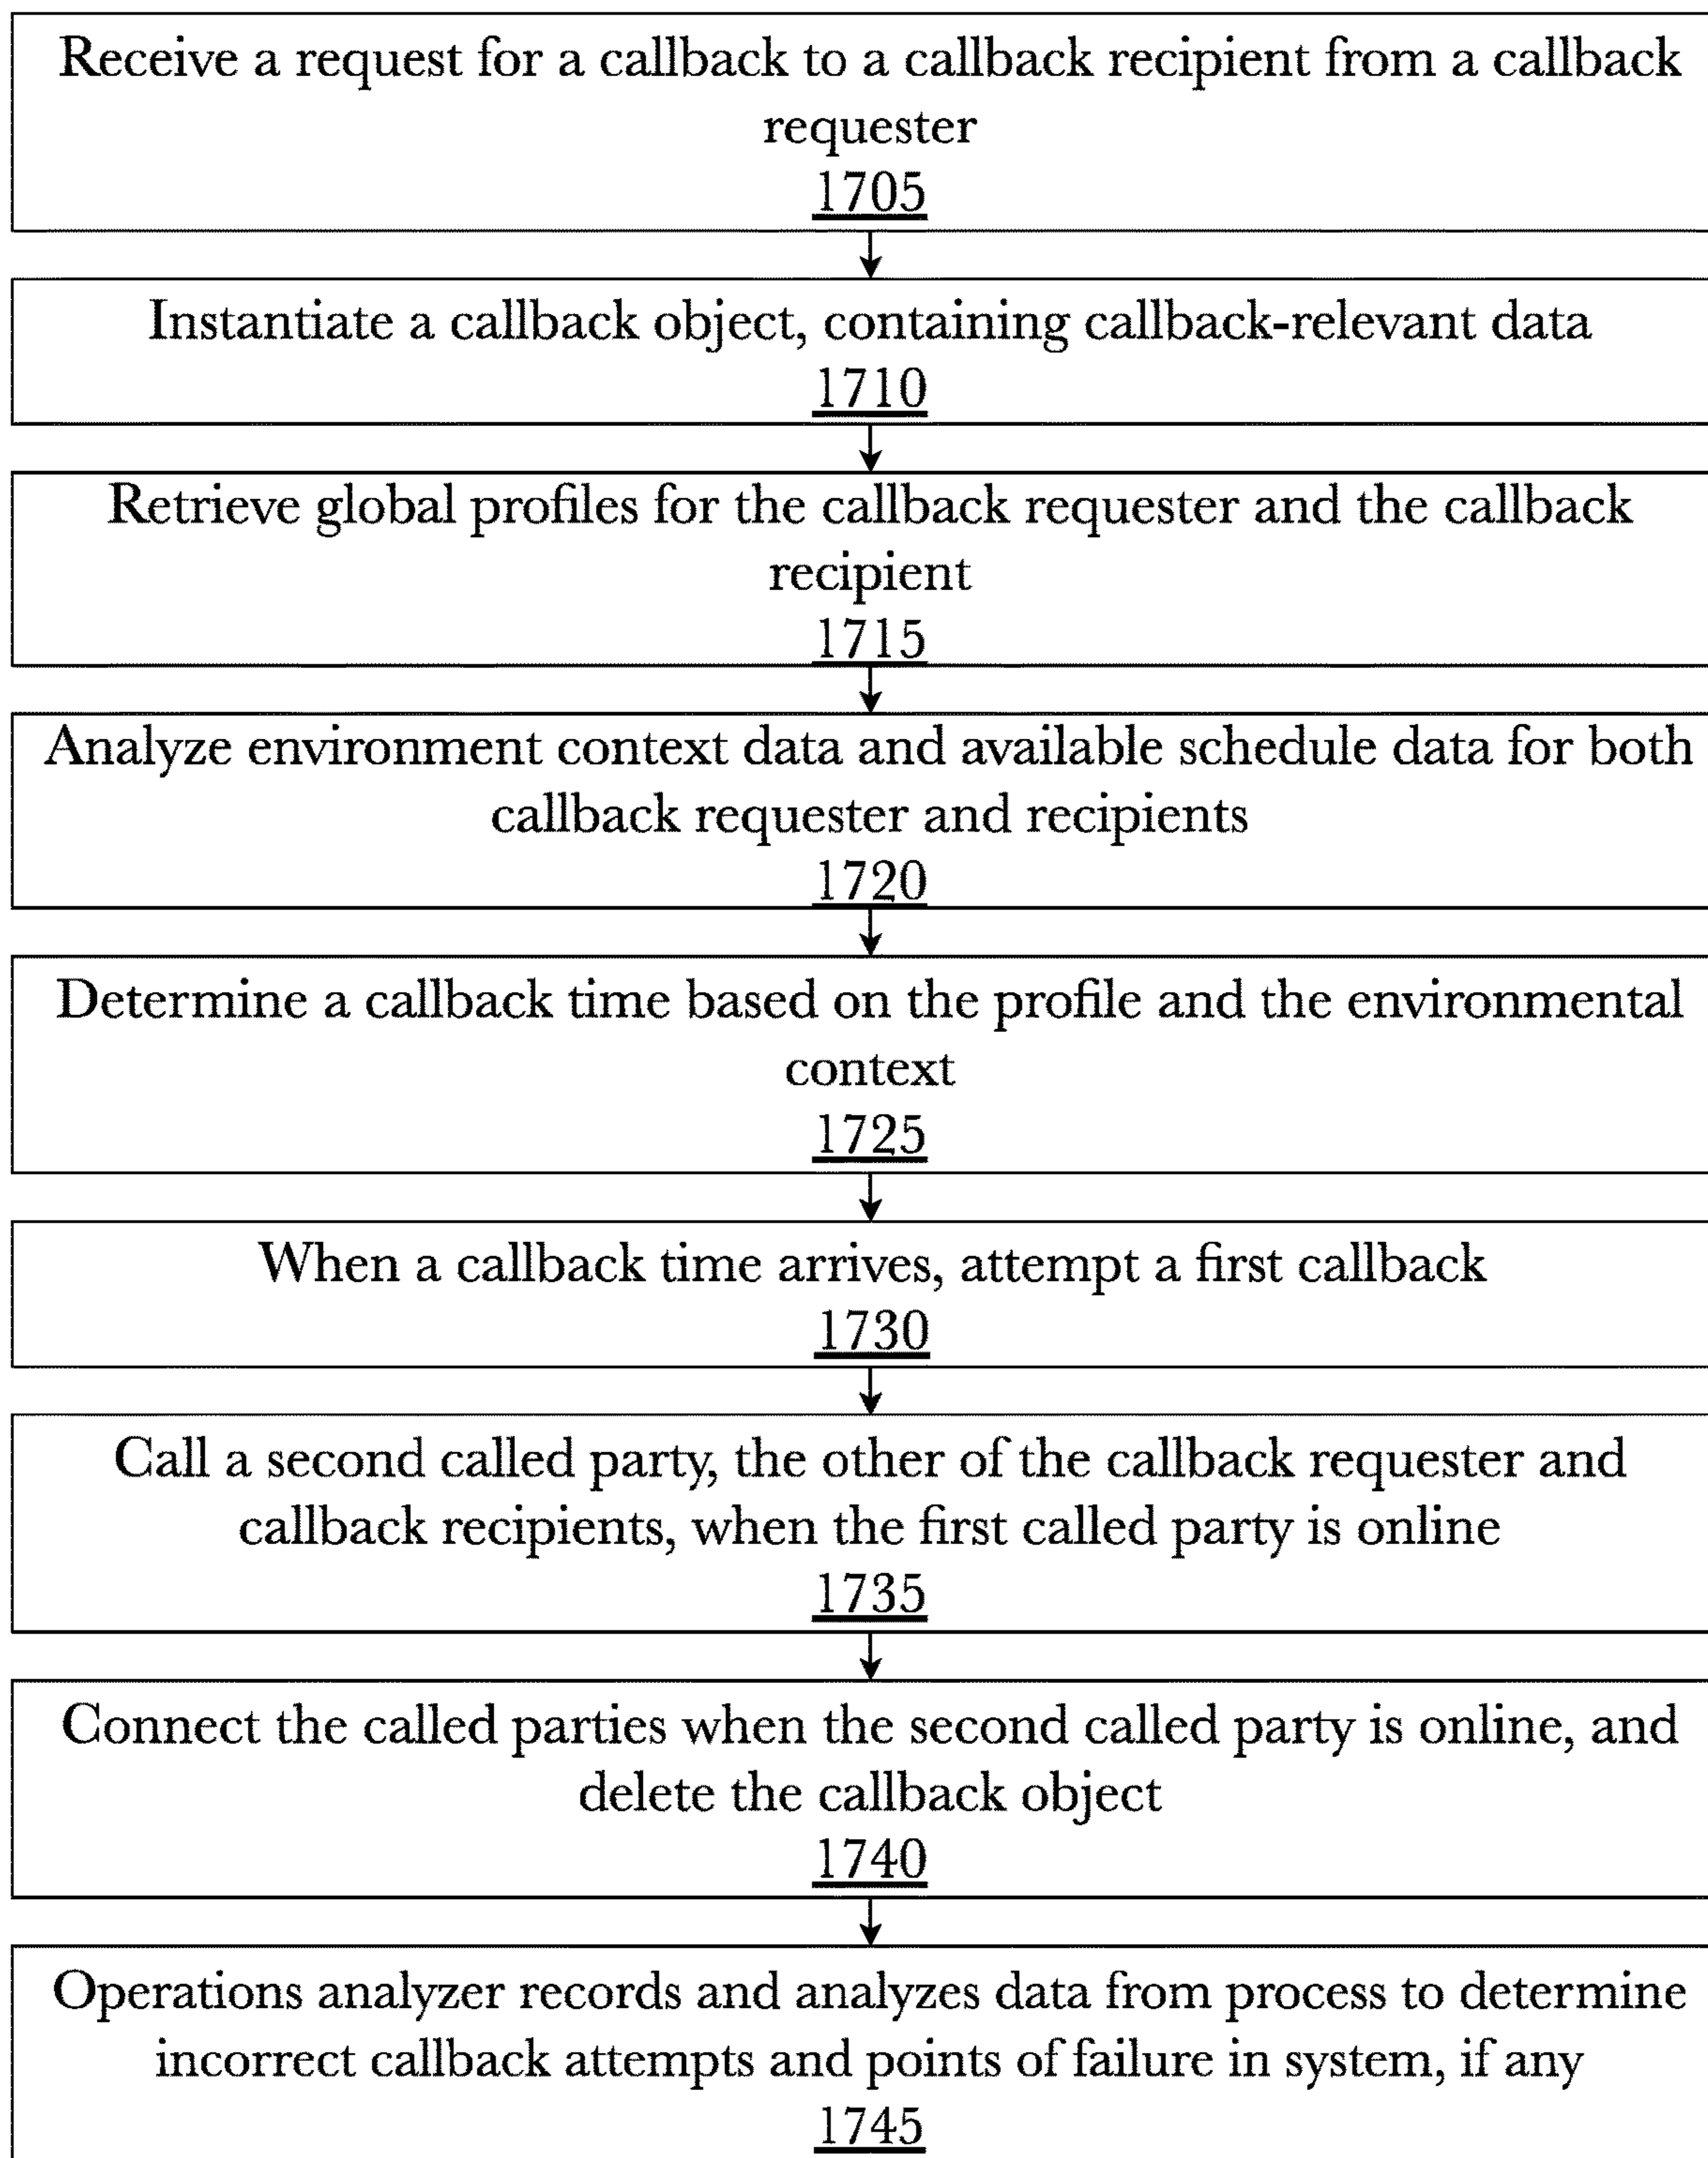 Receive a request for a callback to a callback recipient from a callback
requester
1705
Instantiate a callback object, containing callback-relevant data
1710
Retrieve global profiles for the callback requester and the callback
recipient
1715
Analyze environment context data and available schedule data for both
callback requester and recipients
1720
Determine a callback time based on the profile and the environmental
context
1725
When a callback time arrives, attempt a first callback
1730
Call a second called party, the other of the callback requester and
callback recipients, when the first called party is online
1735
Connect the called parties when the second called party is online, and
delete the callback object
1740
Operations analyzer records and analyzes data from process to determine
incorrect callback attempts and points of failure in system, if any
1745